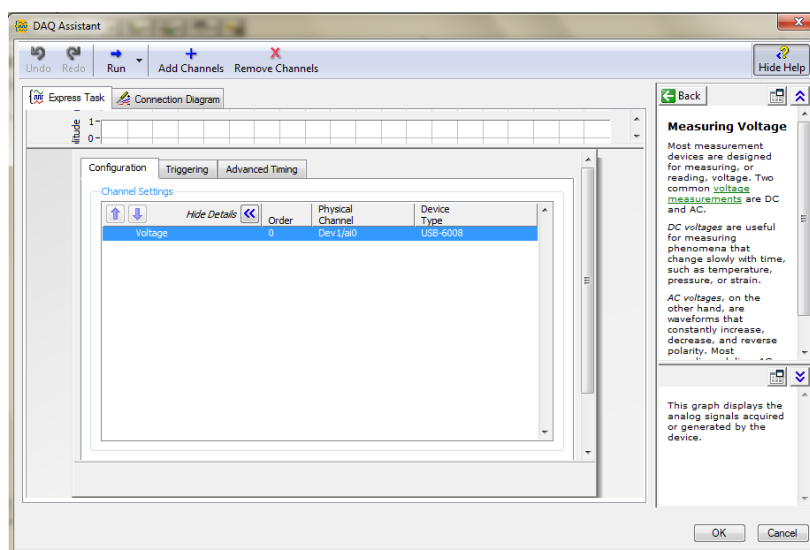 DAQ Assistant
Undo Redo Run Add Channels Remove Channels Hide Help
Express Task Connection Diagram
1-
0-
Configuration Triggering Advanced Timing
Channel Settings
Hide Details Order Physical Channel Device Type
Voltage 0 Dev1/ai0 USB-6008
Back
Measuring Voltage
Most measurement
devices are designed
for measuring, or
reading, voltage. Two
common voltage
measurements are DC
and AC.
DC voltages are useful
for measuring
phenomena that
change slowly with time,
such as temperature,
pressure, or strain.
AC voltages, on the
other hand, are
waveforms that
constantly increase,
decrease, and reverse
polarity. Most
This graph displays the
analog signals acquired
or generated by the
device.
OK Cancel